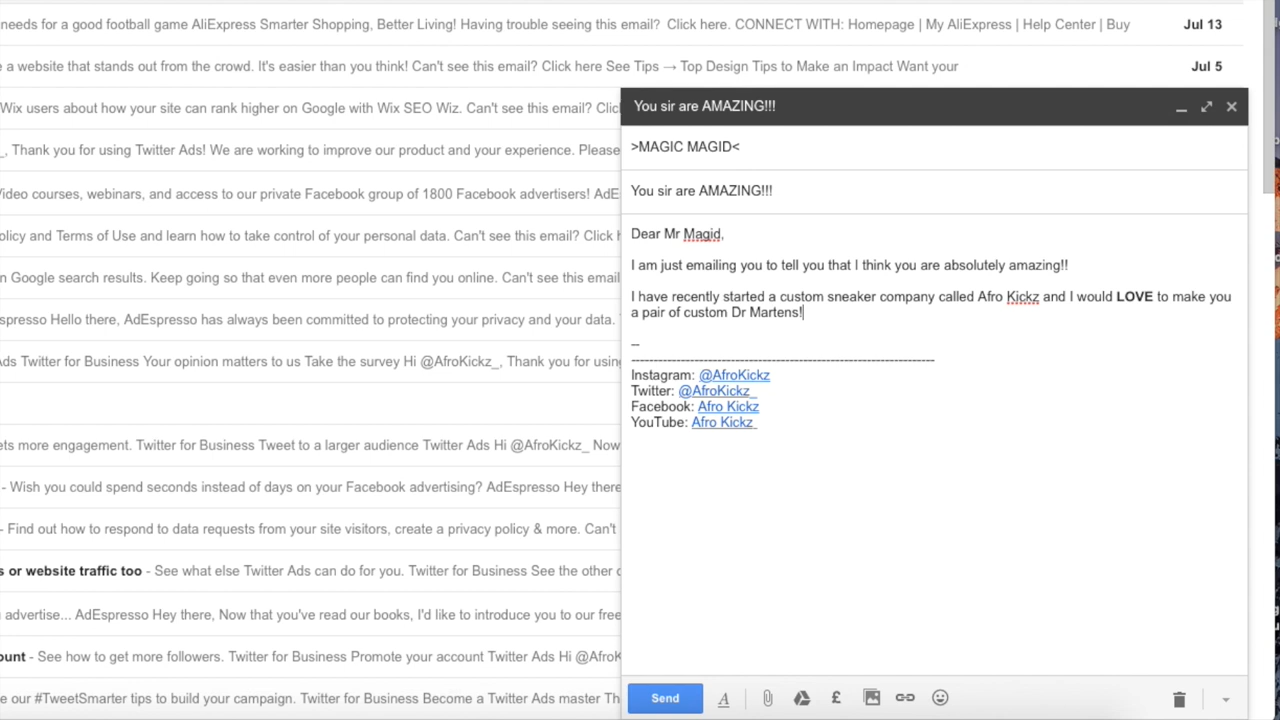 needs for a good football game AliExpress Smarter Shopping, Better Living! Having trouble seeing this email? Click here. CONNECT WITH: Homepage | My AliExpress | Help Center | Buy Jul 13
e a website that stands out from the crowd. It's easier than you think! Can't see this email? Click here See Tips → Top Design Tips to Make an Impact Want your Jul 5
Wix users about how your site can rank higher on Google with Wix SEO Wiz. Can't see this email? Clic
_, Thank you for using Twitter Ads! We are working to improve our product and your experience. Please
Video courses, webinars, and access to our private Facebook group of 1800 Facebook advertisers! AdE
olicy and Terms of Use and learn how to take control of your personal data. Can't see this email? Click h
n Google search results. Keep going so that even more people can find you online. Can't see this email
spresso Hello there, AdEspresso has always been committed to protecting your privacy and your data.
Ads Twitter for Business Your opinion matters to us Take the survey Hi @AfroKickz_, Thank you for using
ets more engagement. Twitter for Business Tweet to a larger audience Twitter Ads Hi @AfroKickz_ Now
- Wish you could spend seconds instead of days on your Facebook advertising? AdEspresso Hey there
- Find out how to respond to data requests from your site visitors, create a privacy policy & more. Can't
s or website traffic too - See what else Twitter Ads can do for you. Twitter for Business See the other c
advertise... AdEspresso Hey there, Now that you've read our books, I'd like to introduce you to our free
ount - See how to get more followers. Twitter for Business Promote your account Twitter Ads Hi @AfroK
e our #TweetSmarter tips to build your campaign. Twitter for Business Become a Twitter Ads master Th
You sir are AMAZING!!!
>MAGIC MAGID<
You sir are AMAZING!!!
Dear Mr Magid,
I am just emailing you to tell you that I think you are absolutely amazing!!
I have recently started a custom sneaker company called Afro Kickz and I would LOVE to make you
a pair of custom Dr Martens!
--
------------------------------------------------------------------
Instagram: @AfroKickz
Twitter: @AfroKickz_
Facebook: Afro Kickz
YouTube: Afro Kickz
Send